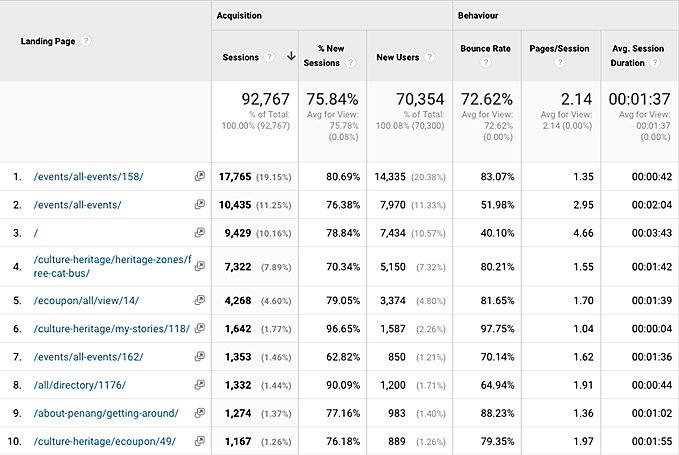 Acquisition Behaviour
Landing Page ? Sessions ? ↓ % New Sessions ? New Users ? Bounce Rate ? Pages/Session ? Avg. Session Duration ?
92,767 75.84% 70,354 72.62% 2.14 00:01:37
% of Total: 100.00% (92,767) Avg for View: 75.78% (0.08%) % of Total: 100.08% (70,300) Avg for View: 72.62% (0.00%) Avg for View: 2.14 (0.00%) Avg for View: 00:01:37 (0.00%)
1. /events/all-events/158/ 17,765 (19.15%) 80.69% 14,335 (20.38%) 83.07% 1.35 00:00:42
2. /events/all-events/ 10,435 (11.25%) 76.38% 7,970 (11.33%) 51.98% 2.95 00:02:04
3. / 9,429 (10.16%) 78.84% 7,434 (10.57%) 40.10% 4.66 00:03:43
4. /culture-heritage/heritage-zones/free-cat-bus/ 7,322 (7.89%) 70.34% 5,150 (7.32%) 80.21% 1.55 00:01:42
5. /ecoupon/all/view/14/ 4,268 (4.60%) 79.05% 3,374 (4.80%) 81.65% 1.70 00:01:39
6. /culture-heritage/my-stories/118/ 1,642 (1.77%) 96.65% 1,587 (2.26%) 97.75% 1.04 00:00:04
7. /events/all-events/162/ 1,353 (1.46%) 62.82% 850 (1.21%) 70.14% 1.62 00:01:36
8. /all/directory/1176/ 1,332 (1.44%) 90.09% 1,200 (1.71%) 64.94% 1.91 00:00:44
9. /about-penang/getting-around/ 1,274 (1.37%) 77.16% 983 (1.40%) 88.23% 1.36 00:01:02
10. /culture-heritage/ecoupon/49/ 1,167 (1.26%) 76.18% 889 (1.26%) 79.35% 1.97 00:01:55